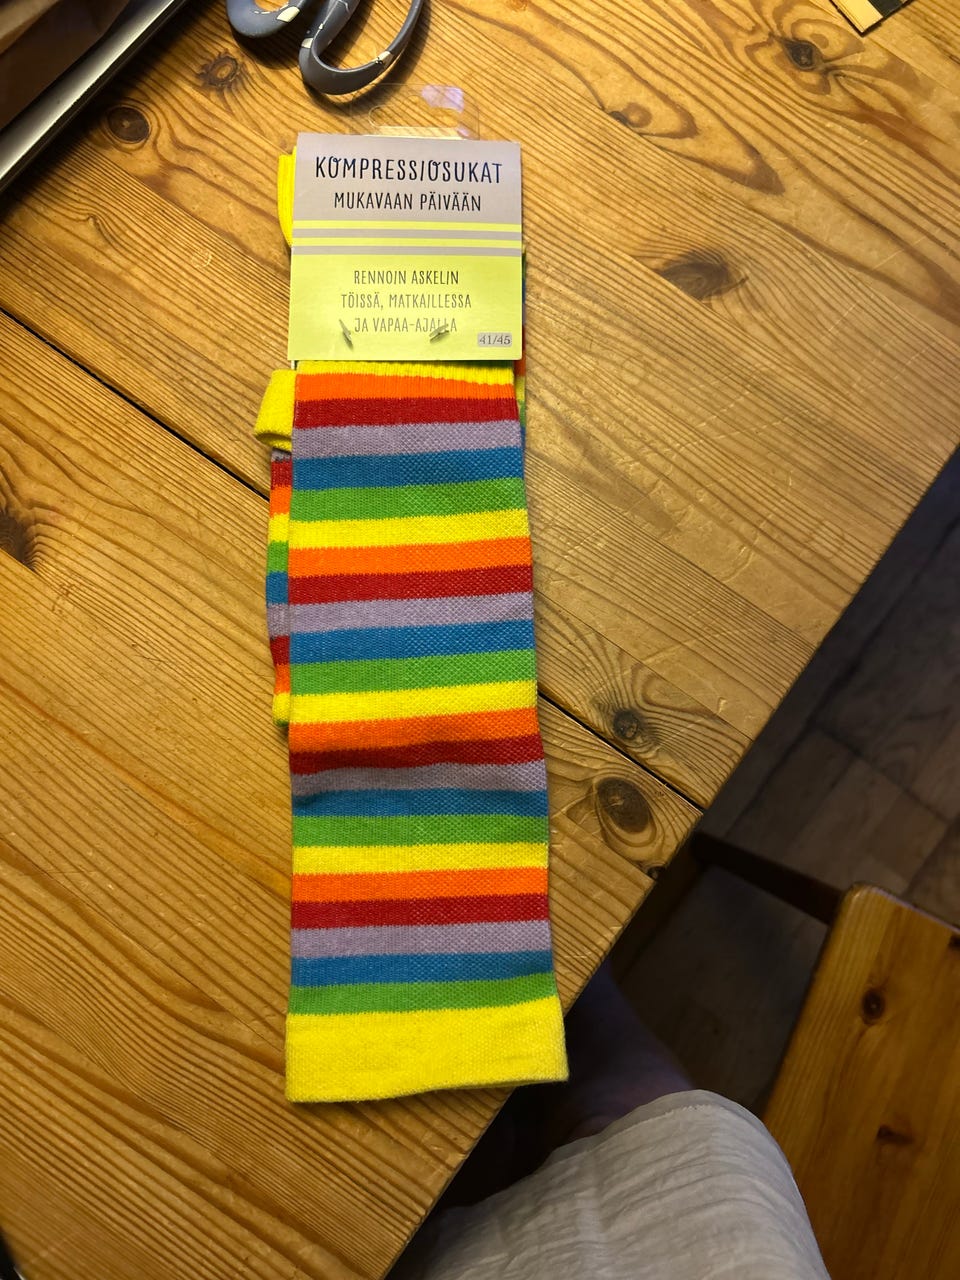 KOMPRESSIOSUKAT
MUKAVAAN PÄIVÄÄN
RENNOIN ASKELIN
TÖISSÄ, MATKAILLESSA
JA VAPAA-AJALLA
41/45